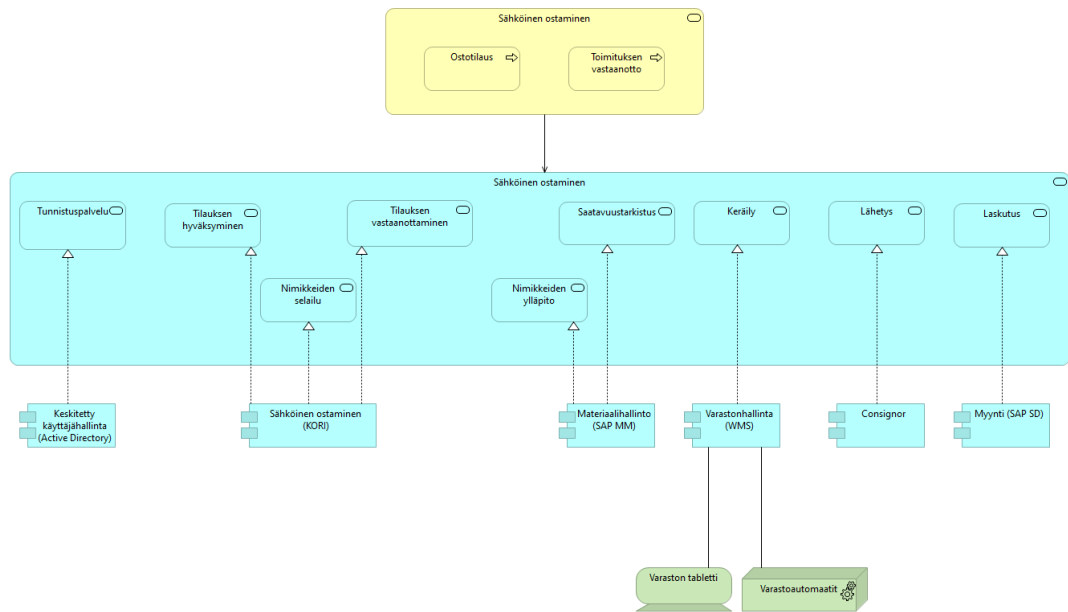 Sähköinen ostaminen
Ostotilaus
Toimituksen
vastaanotto
Sähköinen ostaminen
Tunnistuspalvelu
Tilauksen
hyväksyminen
Tilauksen
vastaanottaminen
Saatavuustarkistus
Keräily
Lähetys
Laskutus
Nimikkeiden
selailu
Nimikkeiden
ylläpito
Keskitetty
käyttäjähallinta
(Active Directory)
Sähköinen ostaminen
(KORI)
Materiaalihallinto
(SAP MM)
Varastonhallinta
(WMS)
Consignor
Myynti (SAP SD)
Varaston tabletti
Varastoautomaatit